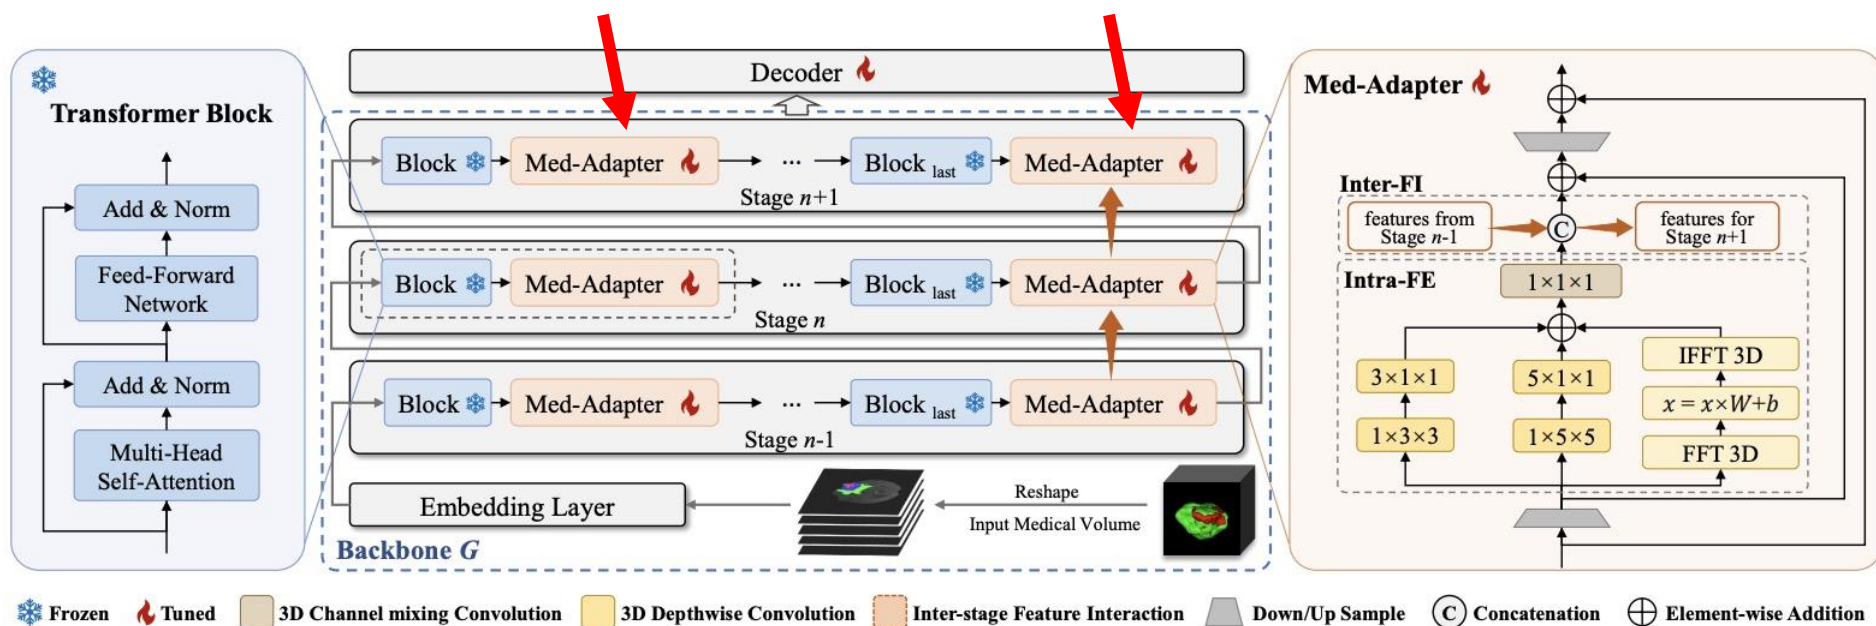 Transformer Block
Add & Norm
Feed-Forward
Network
Add & Norm
Multi-Head
Self-Attention
Decoder
Block
Med-Adapter
...
Block last
Med-Adapter
Stage n+1
Block
Med-Adapter
...
Block last
Med-Adapter
Stage n
Block
Med-Adapter
...
Block last
Med-Adapter
Stage n-1
Embedding Layer
Reshape
Input Medical Volume
Backbone G
Med-Adapter
Inter-FI
features from
Stage n-1
C
features for
Stage n+1
Intra-FE
1×1×1
3×1×1
5×1×1
IFFT 3D
x = x×W+b
1×3×3
1×5×5
FFT 3D
Frozen
Tuned
3D Channel mixing Convolution
3D Depthwise Convolution
Inter-stage Feature Interaction
Down/Up Sample
C
Concatenation
Element-wise Addition